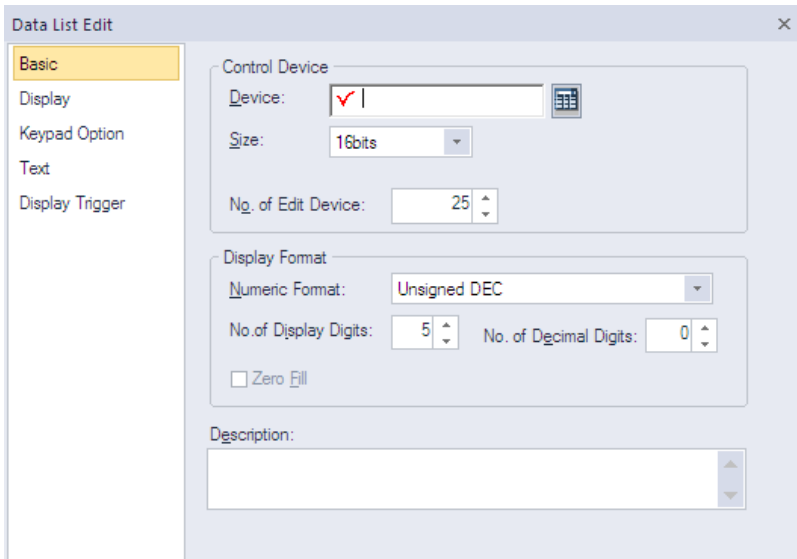 Data List Edit
Basic
Display
Keypad Option
Text
Display Trigger
Control Device
Device:
Size: 16bits
No. of Edit Device: 25
Display Format
Numeric Format: Unsigned DEC
No.of Display Digits: 5 No. of Decimal Digits: 0
Zero Fill
Description: